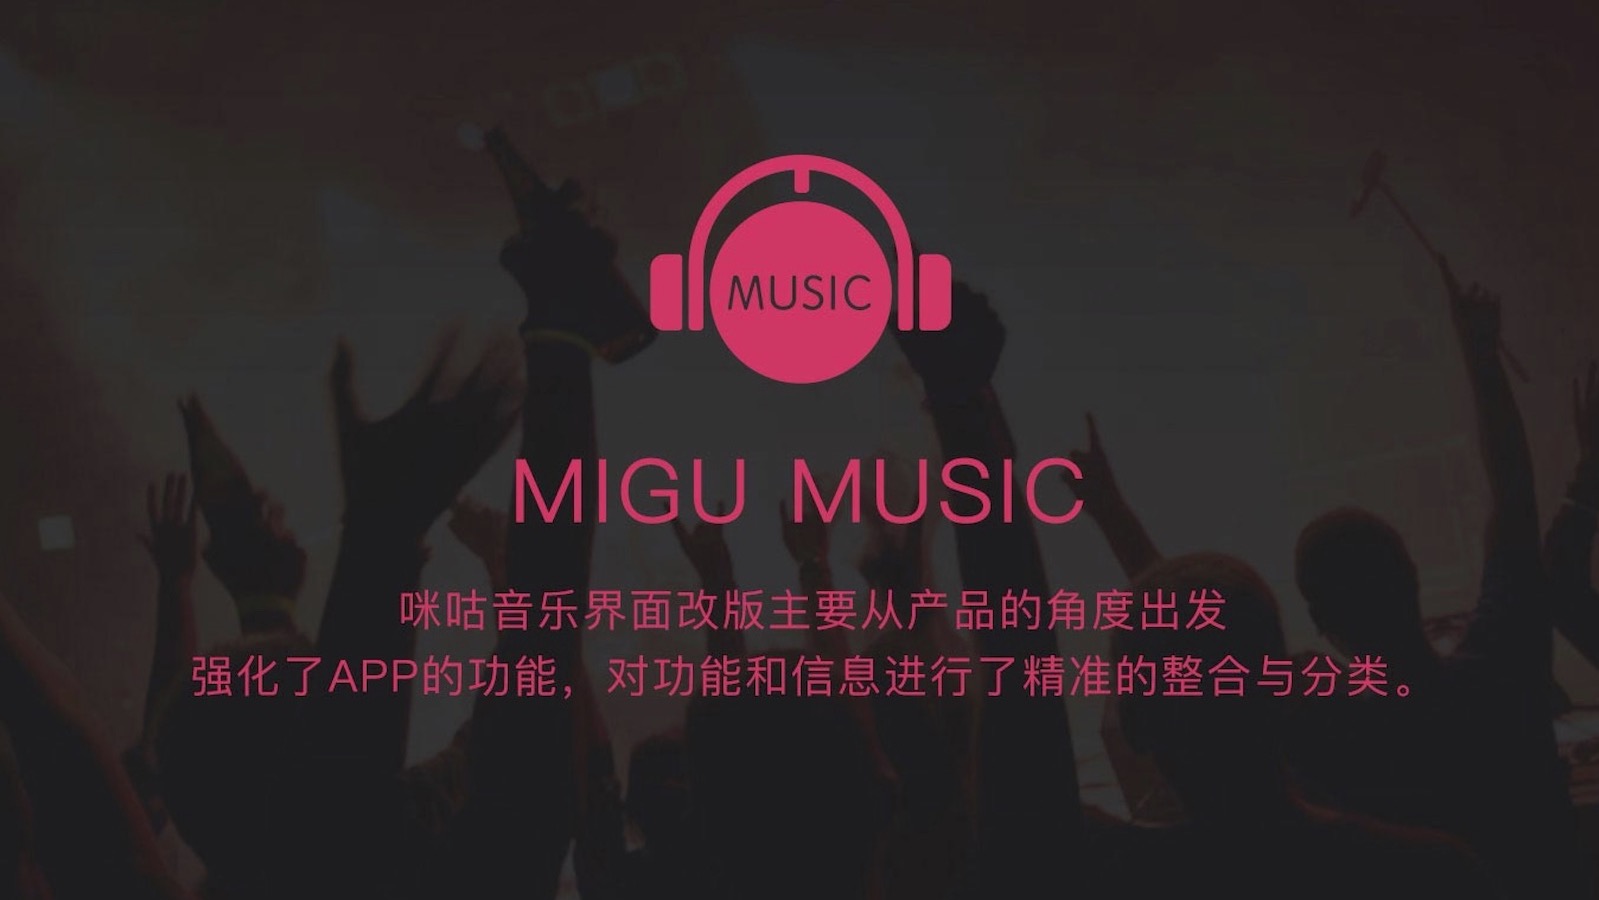 MUSIC
MIGU MUSIC
咪咕音乐界面改版主要从产品的角度出发
强化了APP的功能，对功能和信息进行了精准的整合与分类。